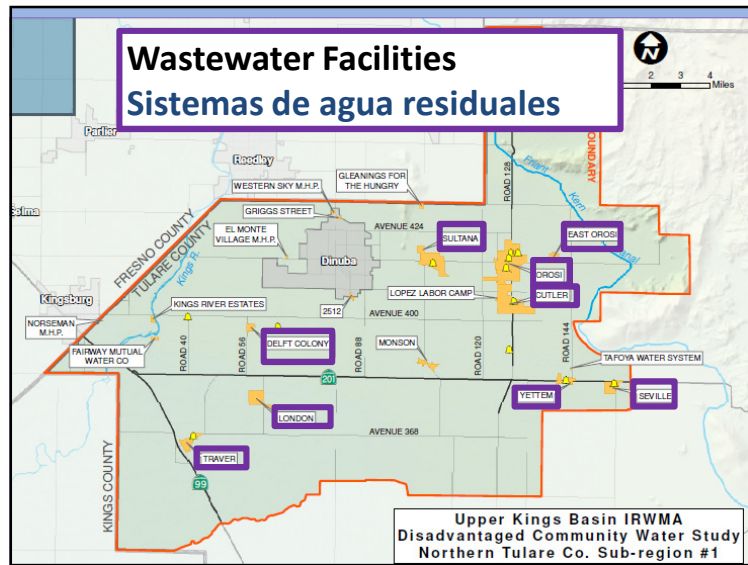 Wastewater Facilities
Sistemas de agua residuales
2 3 4
Miles
Parlier
Reedley
GLEANINGS FOR
THE HUNGRY
ROAD 128
BOUNDARY
Friant
Kern
WESTERN SKY M.H.P.
GRIGGS STREET
AVENUE 424
SULTANA
EAST OROSI
EL MONTE
VILLAGE M.H.P.
FRESNO COUNTY
TULARE COUNTY
Kings R.
Dinuba
OROSI
Kingsburg
KINGS RIVER ESTATES
LOPEZ LABOR CAMP
CUTLER
2512
AVENUE 400
NORSEMAN
M.H.P.
FAIRWAY MUTUAL
WATER CO
ROAD 40
ROAD 56
DELFT COLONY
ROAD 88
MONSON
ROAD 120
ROAD 144
TAFOYA WATER SYSTEM
201
YETTEM
SEVILLE
LONDON
AVENUE 368
TRAVER
KINGS COUNTY
99
Upper Kings Basin IRWMA
Disadvantaged Community Water Study
Northern Tulare Co. Sub-region #1